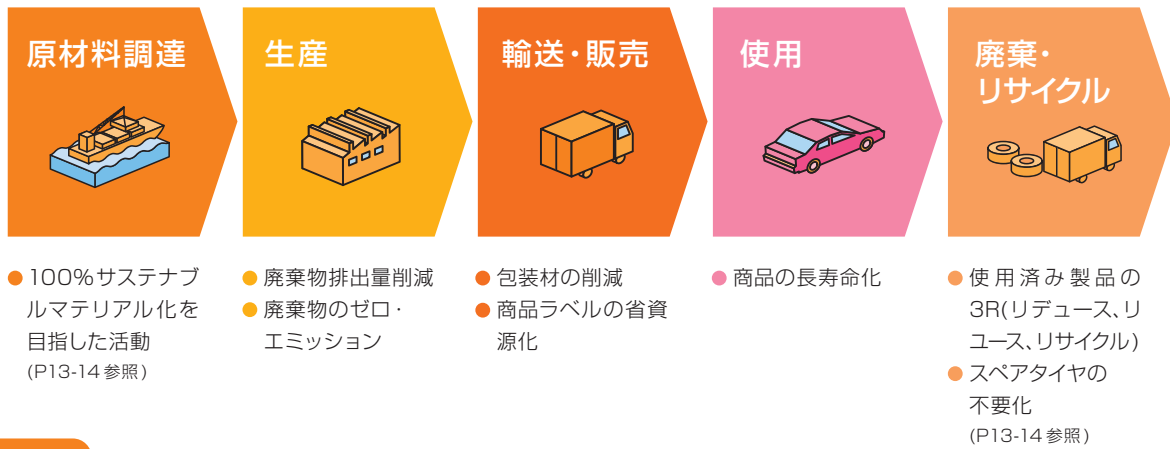 原材料調達
生産
輸送・販売
使用
廃棄・
リサイクル
●100%サステナブ
ルマテリアル化を
目指した活動
(P13-14参照)
●廃棄物排出量削減
●廃棄物のゼロ・
エミッション
●包装材の削減
●商品ラベルの省資
源化
●商品の長寿命化
●使用済み製品の
3R(リデュース、リ
ユース、リサイクル)
●スペアタイヤの
不要化
(P13-14参照)